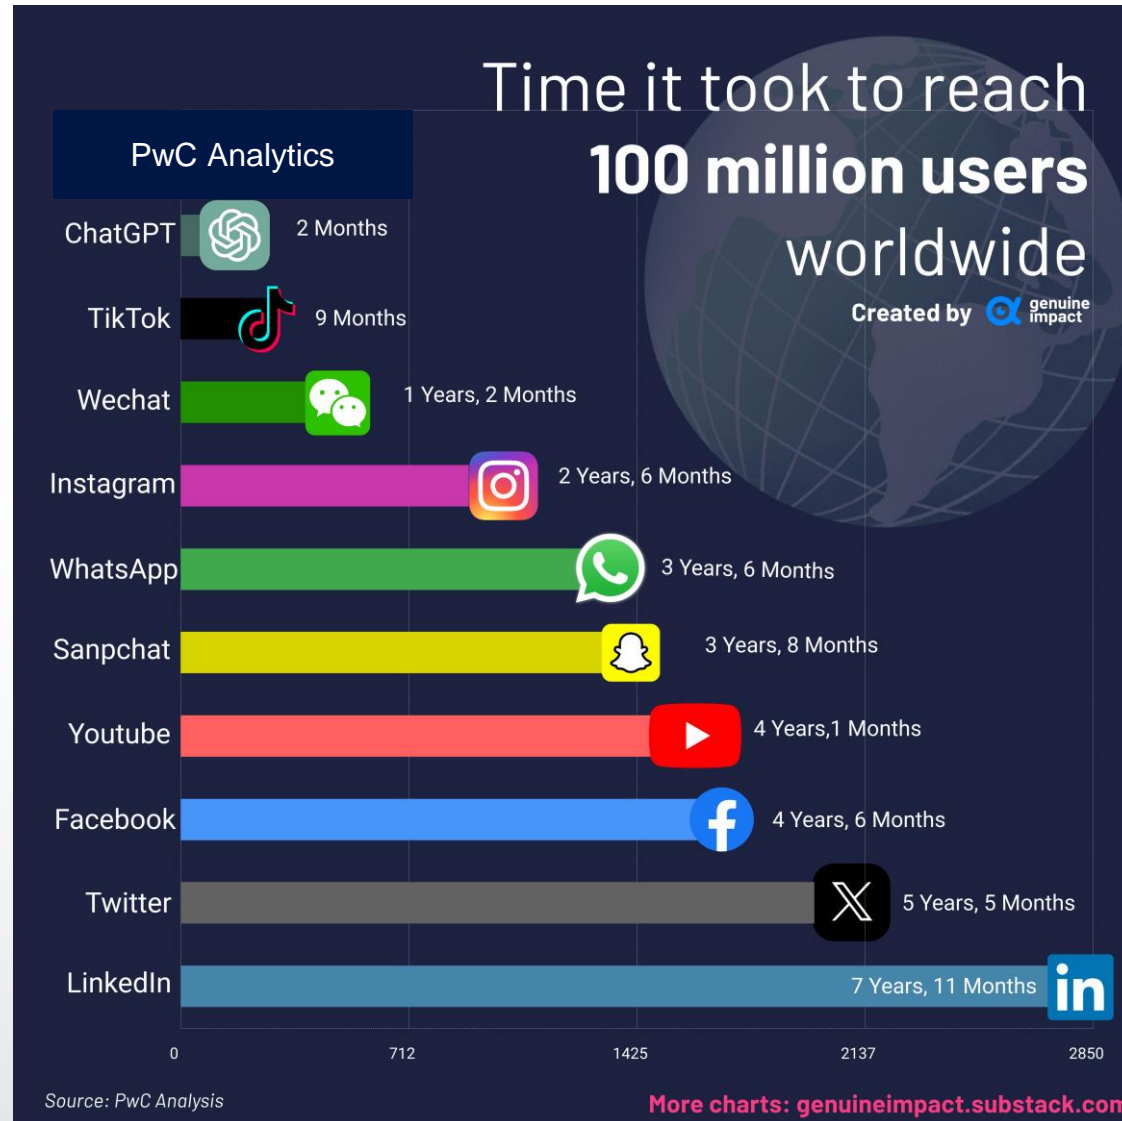 Time it took to reach
100 million users
worldwide
Created by genuine
impact
PwC Analytics
ChatGPT 2 Months
TikTok 9 Months
Wechat 1 Years, 2 Months
Instagram 2 Years, 6 Months
WhatsApp 3 Years, 6 Months
Sanpchat 3 Years, 8 Months
Youtube 4 Years,1 Months
Facebook 4 Years, 6 Months
Twitter 5 Years, 5 Months
LinkedIn 7 Years, 11 Months in
0 712 1425 2137 2850
Source: PwC Analysis
More charts: genuineimpact.substack.com